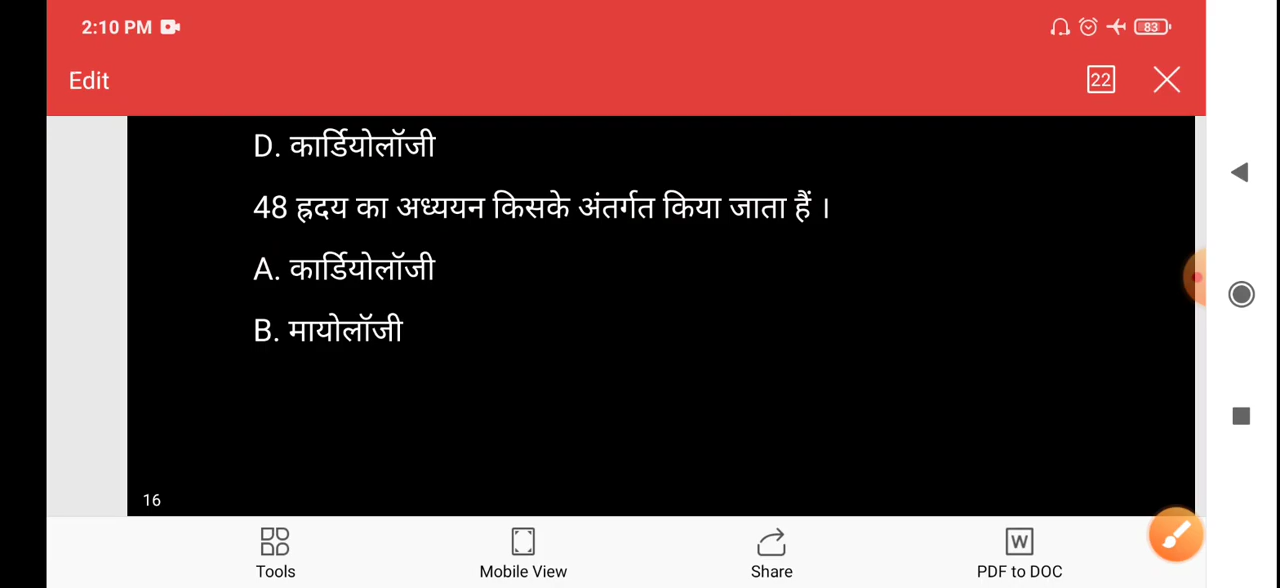 2:10 PM
83
Edit
22
D. कार्डियोलॉजी
48 ह्रदय का अध्ययन किसके अंतर्गत किया जाता हैं ।
A. कार्डियोलॉजी
B. मायोलॉजी
16
W
Tools
Mobile View
Share
PDF to DOC